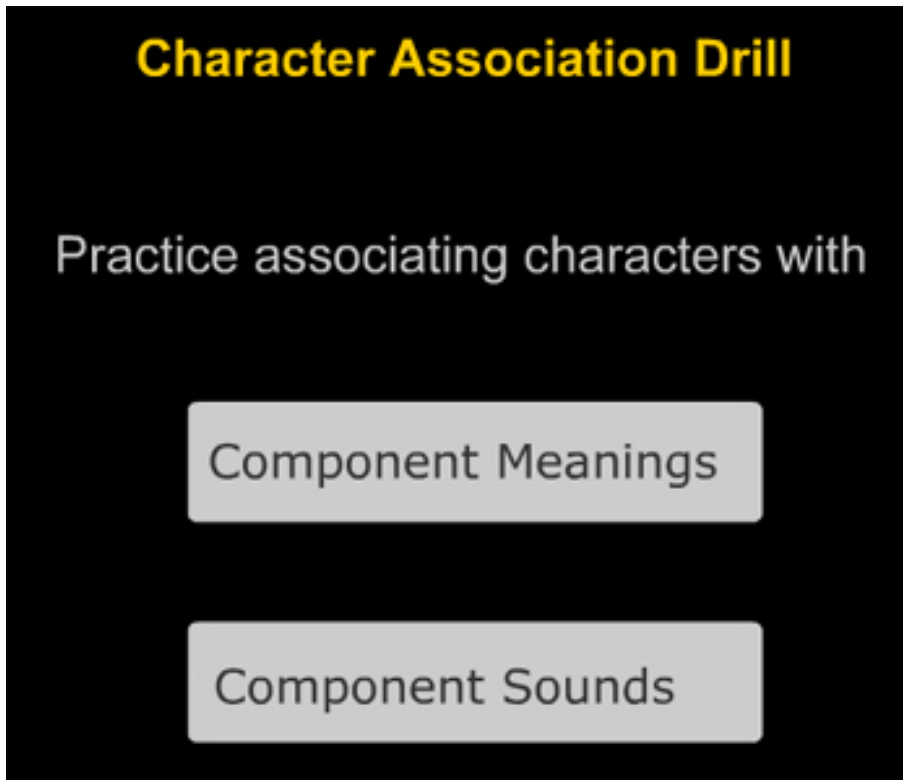 Character Association Drill
Practice associating characters with
Component Meanings
Component Sounds